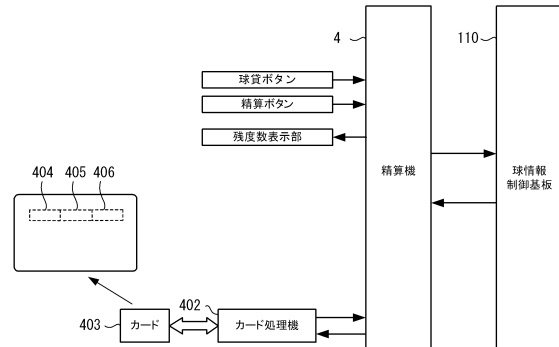 4
110
球貸ボタン
精算ボタン
残度数表示部
精算機
球情報
制御基板
404
405
406
402
403
カード
カード処理機